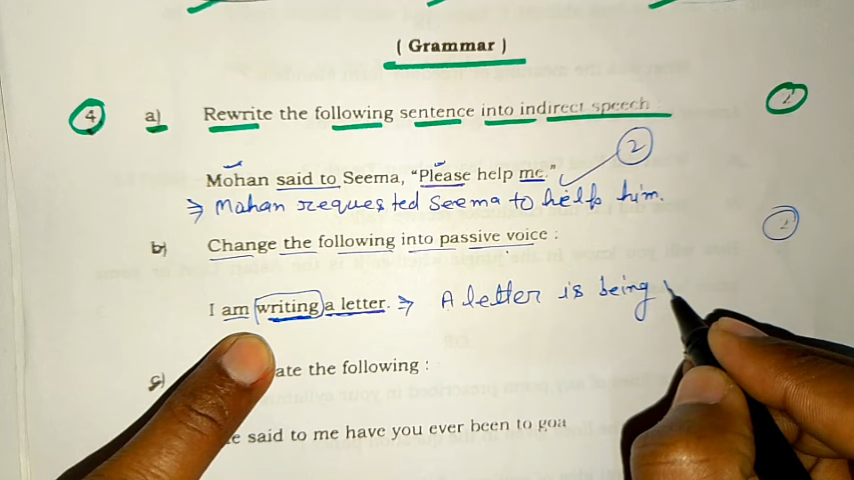 ( Grammar )
4 a) Rewrite the following sentence into indirect speech : 2
2
Mohan said to Seema, "Please help me."
⇒ Mohan requested Seema to help him.
b) Change the following into passive voice : 2
I am writing a letter. ⇒ A letter is being
c) ate the following :
e said to me have you ever been to goa